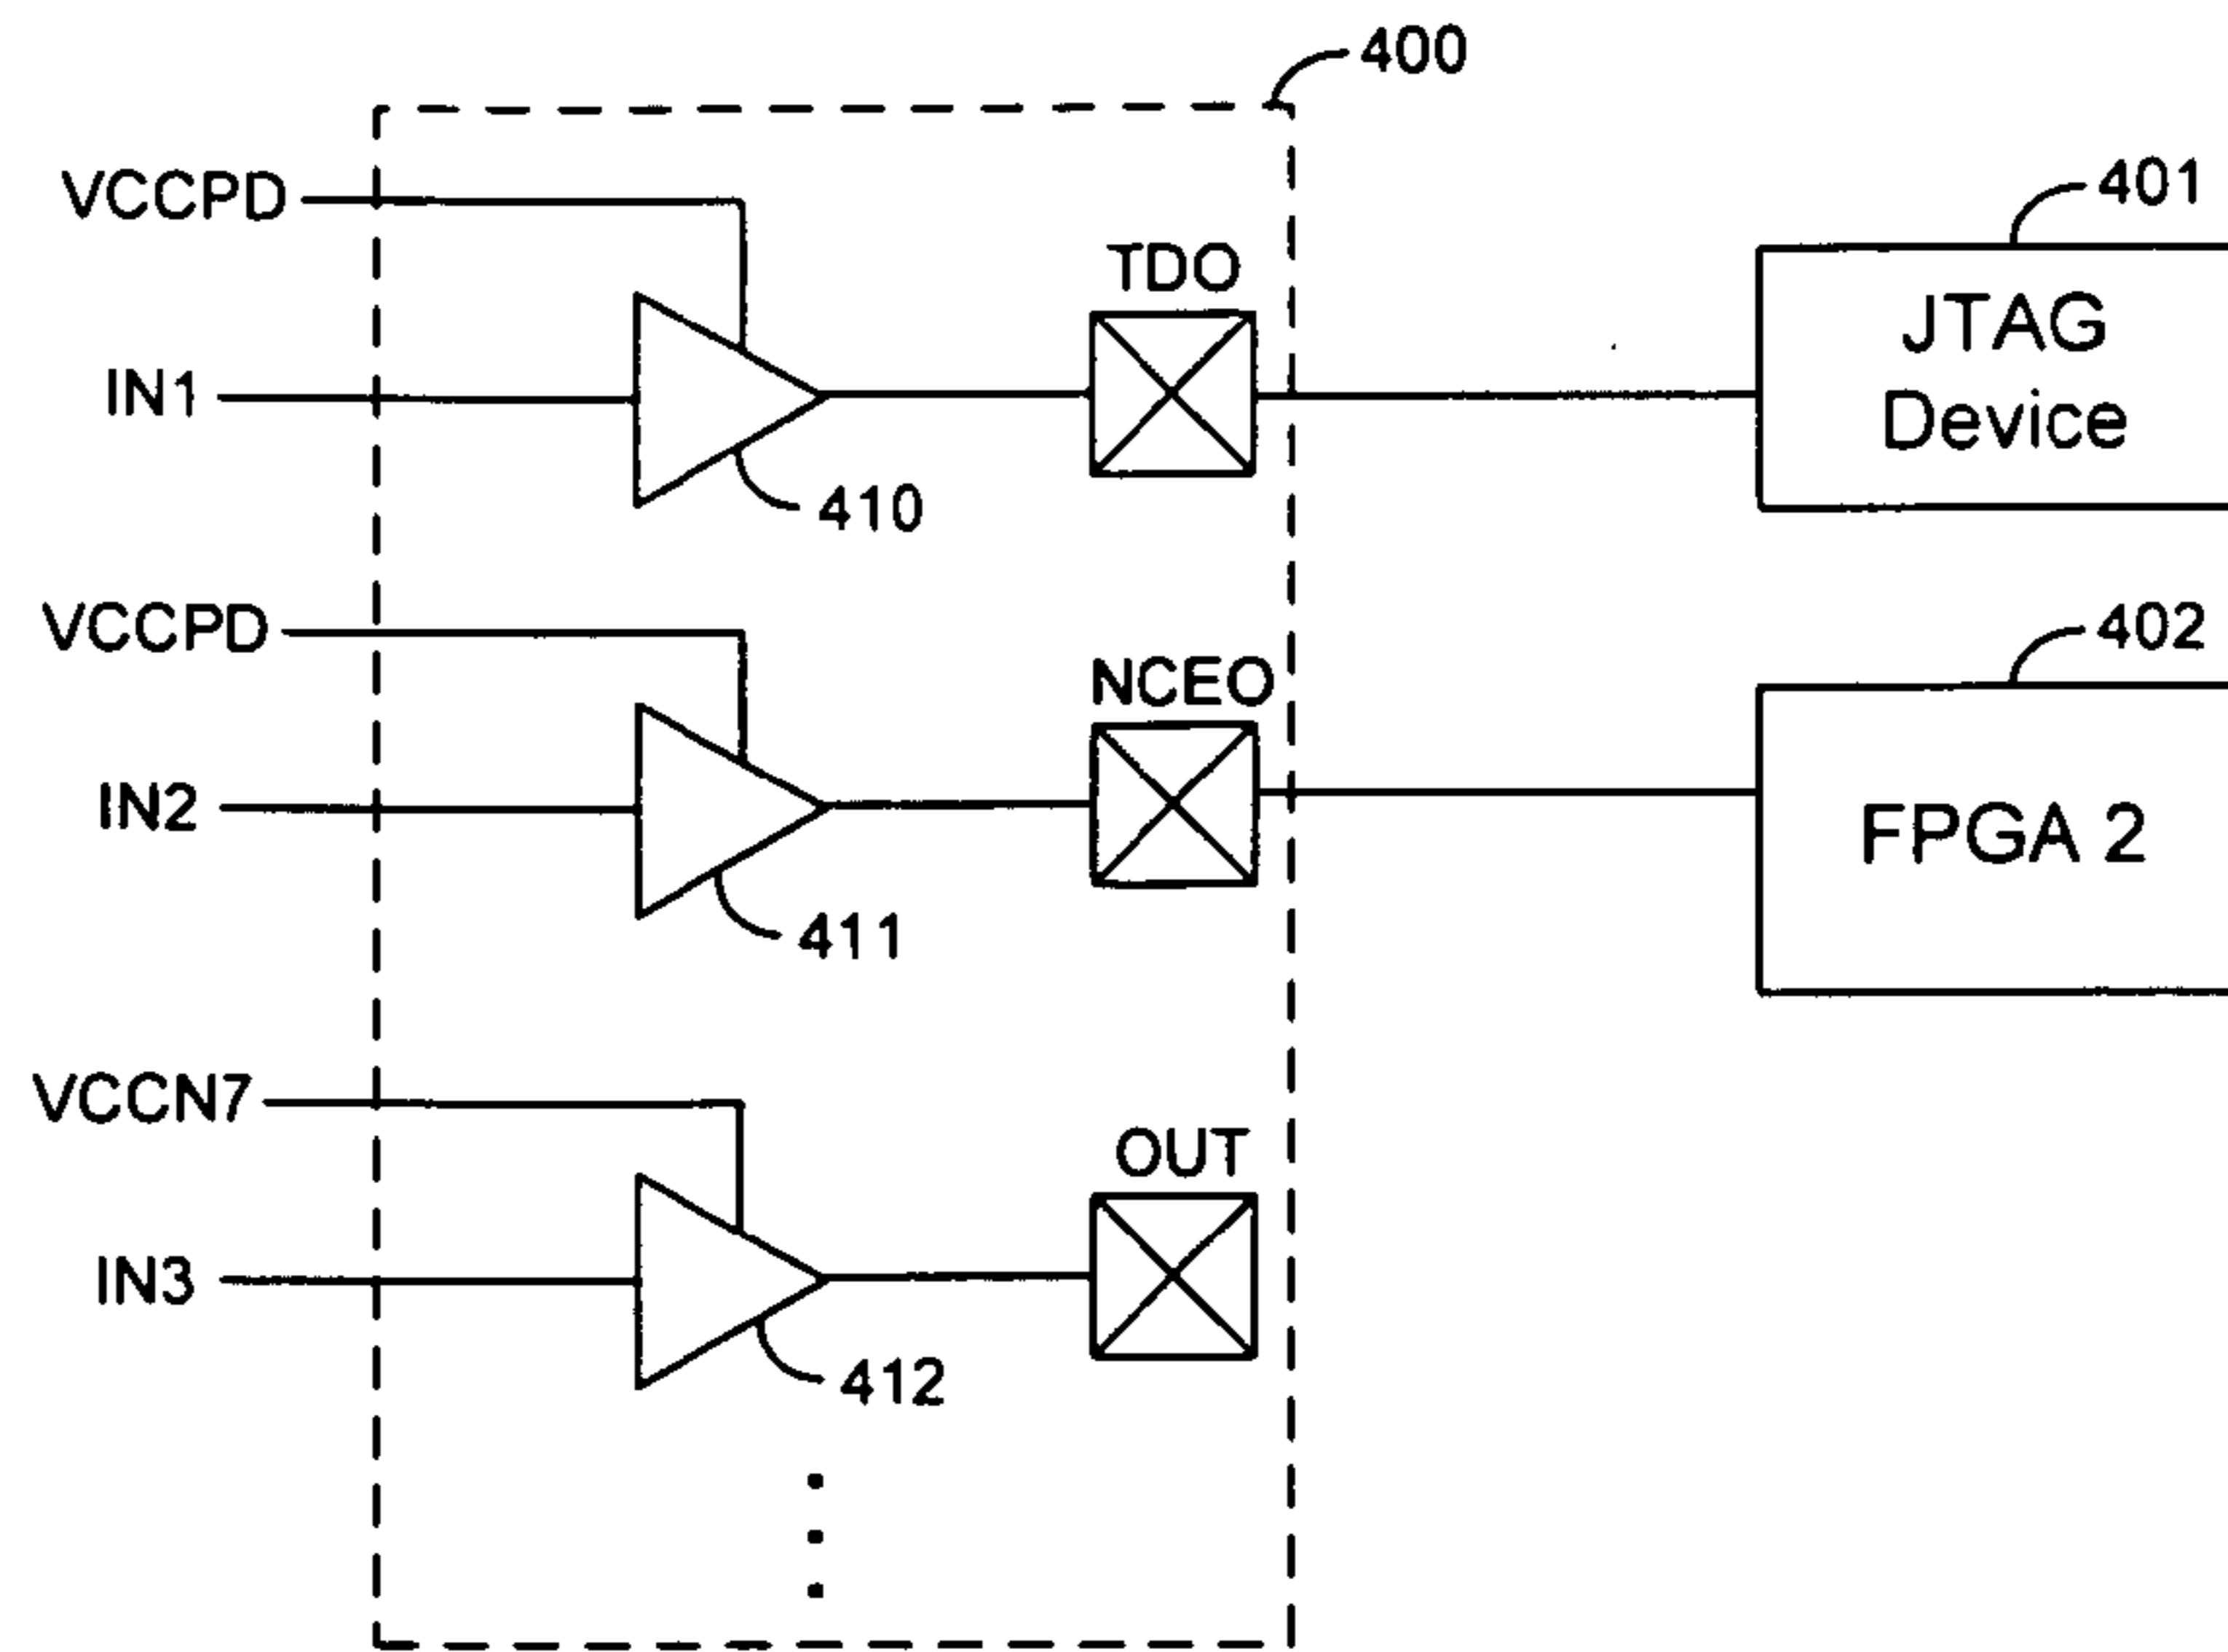 400
VCCPD
401
TDO
JTAG
Device
IN1
410
VCCPD
402
NCEO
IN2
FPGA 2
411
VCCN7
OUT
IN3
412